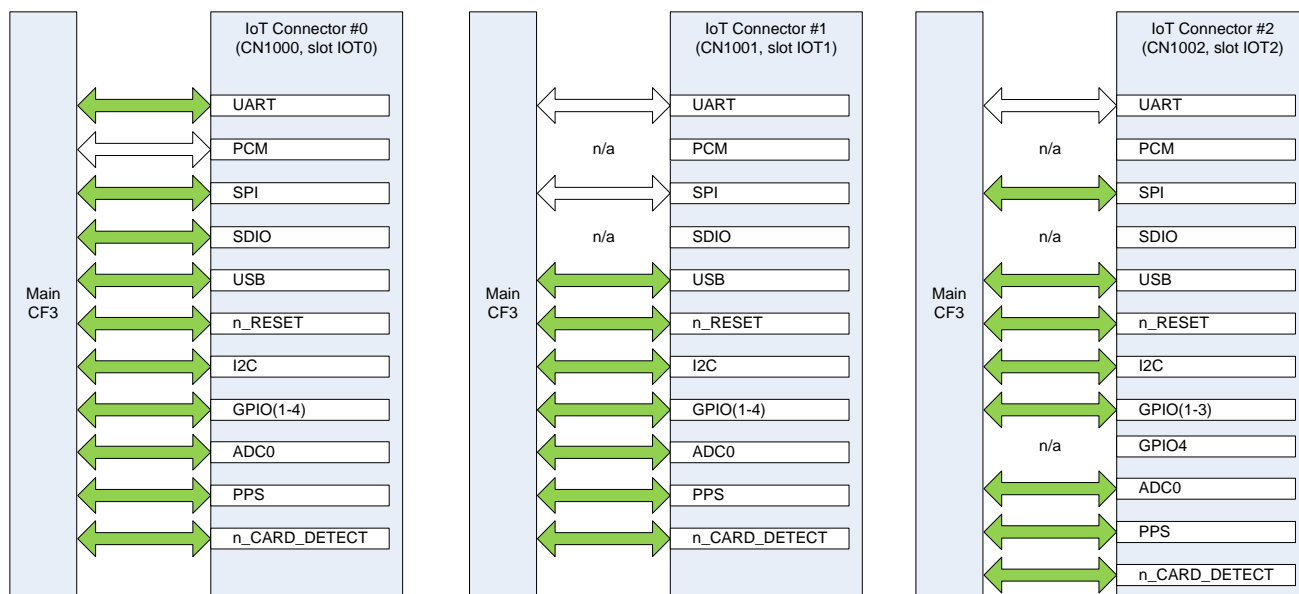 IoT Connector #0
(CN1000, slot IOT0)
UART
PCM
SPI
SDIO
USB
Main
CF3
n_RESET
I2C
GPIO(1-4)
ADC0
PPS
n_CARD_DETECT
IoT Connector #1
(CN1001, slot IOT1)
UART
n/a
PCM
SPI
n/a
SDIO
USB
Main
CF3
n_RESET
I2C
GPIO(1-4)
ADC0
PPS
n_CARD_DETECT
IoT Connector #2
(CN1002, slot IOT2)
UART
n/a
PCM
SPI
n/a
SDIO
USB
Main
CF3
n_RESET
I2C
GPIO(1-3)
n/a
GPIO4
ADC0
PPS
n_CARD_DETECT